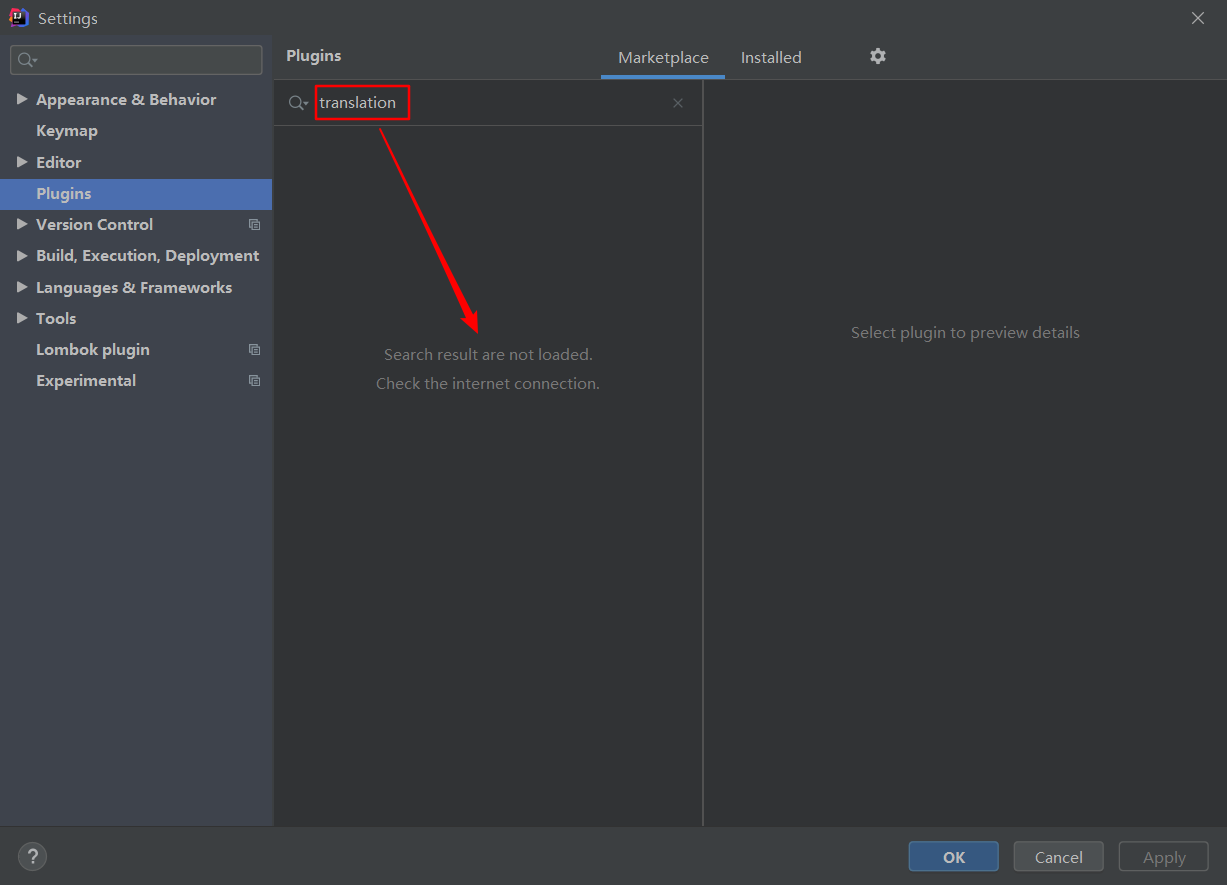 Settings
Plugins
Marketplace
Installed
Appearance & Behavior
translation
Keymap
Editor
Plugins
Version Control
Build, Execution, Deployment
Languages & Frameworks
Tools
Lombok plugin
Experimental
Search result are not loaded.
Check the internet connection.
Select plugin to preview details
?
OK
Cancel
Apply